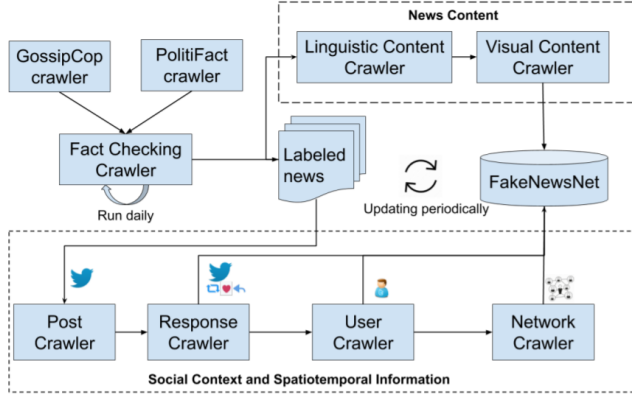 News Content
GossipCop
crawler
PolitiFact
crawler
Linguistic Content
Crawler
Visual Content
Crawler
Fact Checking
Crawler
Run daily
Labeled
news
Updating periodically
FakeNewsNet
Post
Crawler
Response
Crawler
User
Crawler
Network
Crawler
Social Context and Spatiotemporal Information